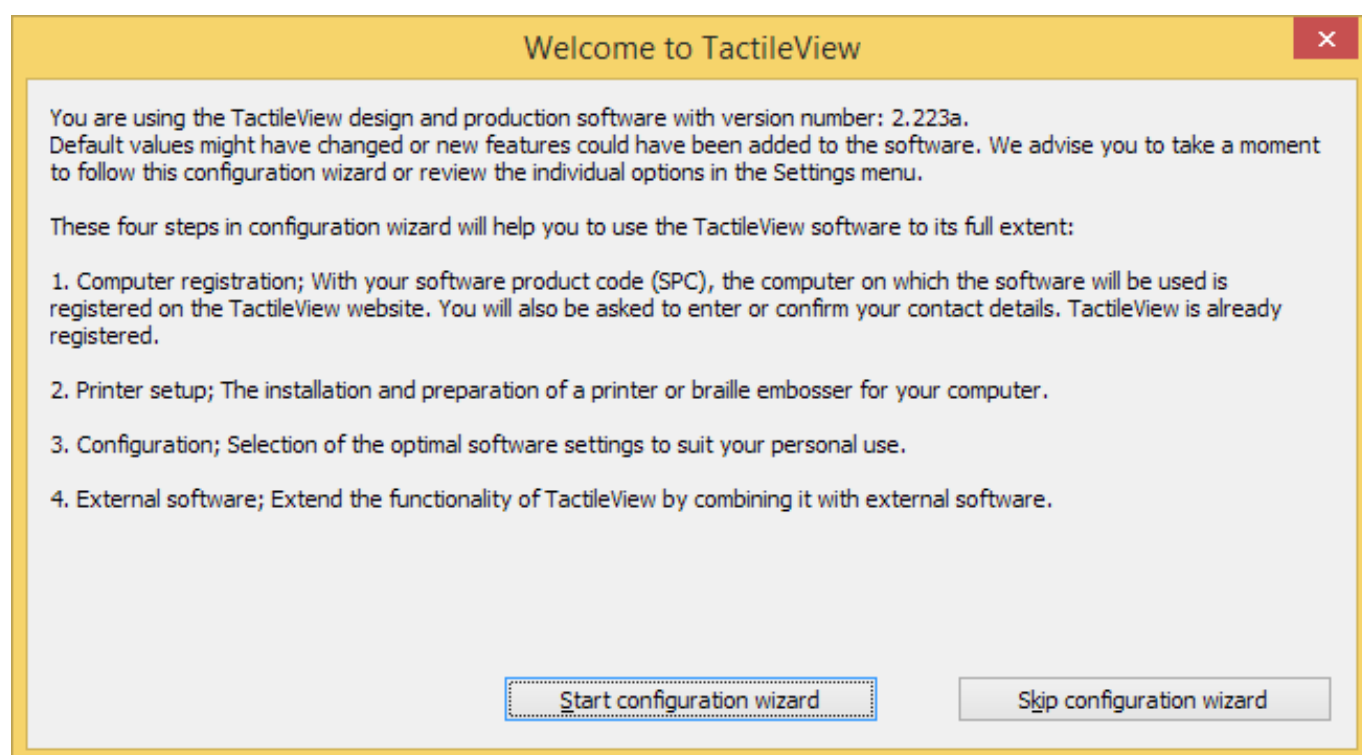 Welcome to TactileView
You are using the TactileView design and production software with version number: 2.223a.
Default values might have changed or new features could have been added to the software. We advise you to take a moment
to follow this configuration wizard or review the individual options in the Settings menu.
These four steps in configuration wizard will help you to use the TactileView software to its full extent:
1. Computer registration; With your software product code (SPC), the computer on which the software will be used is
registered on the TactileView website. You will also be asked to enter or confirm your contact details. TactileView is already
registered.
2. Printer setup; The installation and preparation of a printer or braille embosser for your computer.
3. Configuration; Selection of the optimal software settings to suit your personal use.
4. External software; Extend the functionality of TactileView by combining it with external software.
Start configuration wizard
Skip configuration wizard